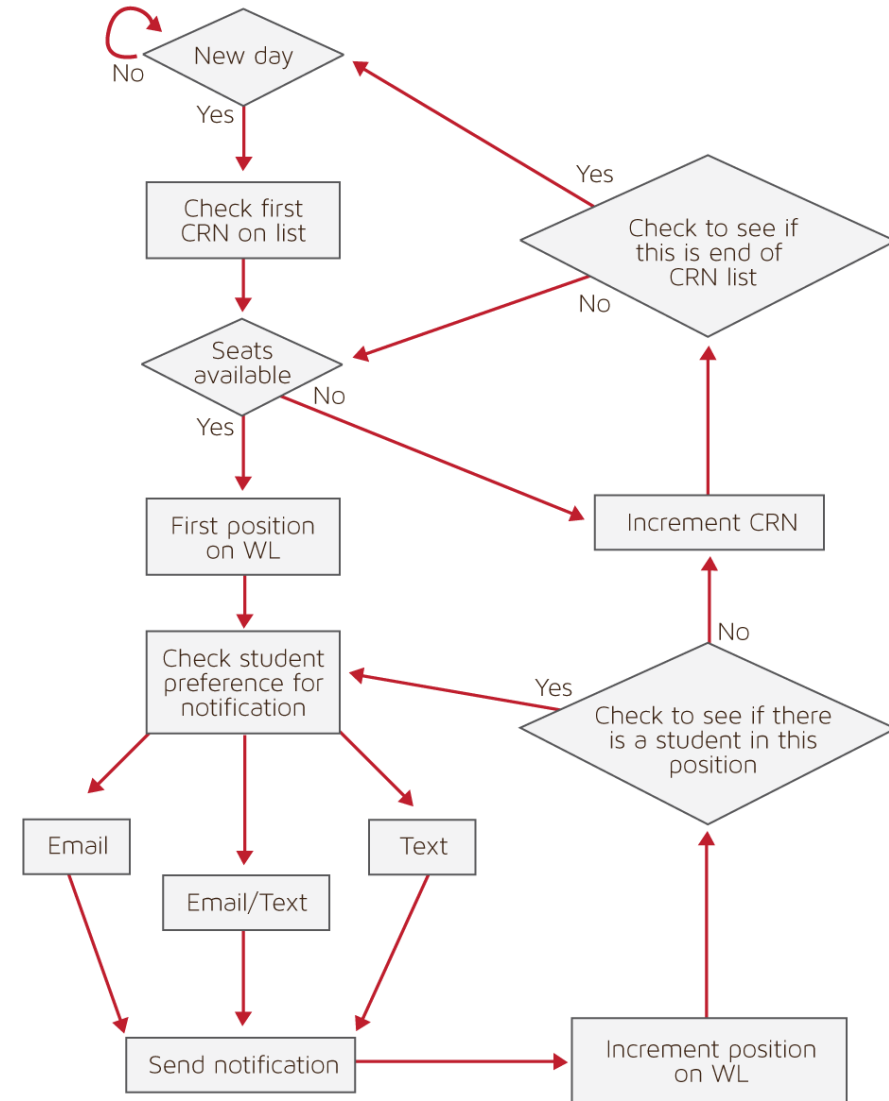 New day
No
Yes
Check first
CRN on list
Seats
available
No
Yes
First position
on WL
Check student
preference for
notification
Email
Email/Text
Text
Send notification
Increment position
on WL
Check to see if there
is a student in this
position
Yes
No
Increment CRN
Check to see if
this is end of
CRN list
Yes
No